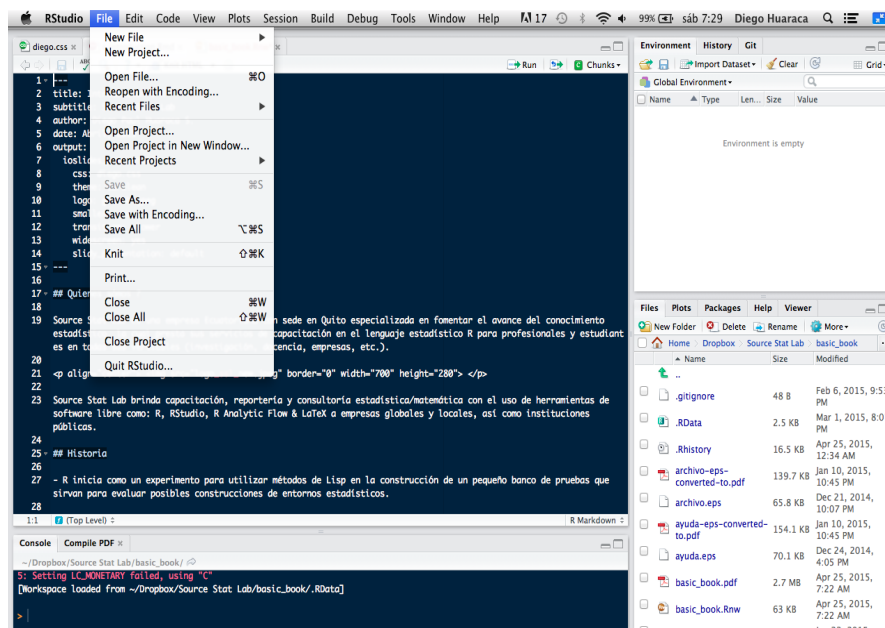 RStudio File Edit Code View Plots Session Build Debug Tools Window Help 17 99% sáb 7:29 Diego Huaraca
New File
New Project...
Open File... ⌘O
Reopen with Encoding...
Recent Files
Open Project...
Open Project in New Window...
Recent Projects
Save ⌘S
Save As...
Save with Encoding...
Save All ⌥⌘S
Knit ⇧⌘K
Print...
Close ⌘W
Close All ⇧⌘W
Close Project
Quit RStudio...
diego.css
Run Chunks
1 ---
2 title:
3 subtitle
4 author:
5 date:
6 output:
7
8 css:
9
10
11
12
13
14
15 ---
16
17 ## Quien
18
19 Source sede en Quito especializada en fomentar el avance del conocimiento
capacitación en el lenguaje estadístico R para profesionales y estudiant
es en empresas, etc.).
20
21 <p border="0" width="700" height="280"> </p>
22
23 Source Stat Lab brinda capacitación, reportería y consultoría estadística/matemática con el uso de herramientas de
software libre como: R, RStudio, R Analytic Flow & LaTeX a empresas globales y locales, así como instituciones
públicas.
24
25 ## Historia
26
27 - R inicia como un experimento para utilizar métodos de Lisp en la construcción de un pequeño banco de pruebas que
sirvan para evaluar posibles construcciones de entornos estadísticos.
28
1:1 (Top Level) R Markdown
Console Compile PDF
~/Dropbox/Source Stat Lab/basic_book/
5: Setting LC_MONETARY failed, using "C"
[Workspace loaded from ~/Dropbox/Source Stat Lab/basic_book/.RData]
>
Environment History Git
Import Dataset Clear Grid
Global Environment
Name Type Len... Size Value
Environment is empty
Files Plots Packages Help Viewer
New Folder Delete Rename More
Home Dropbox Source Stat Lab basic_book
Name Size Modified
..
.gitignore 48 B Feb 6, 2015, 9:53
PM
.RData 2.5 KB Mar 1, 2015, 8:0
PM
.Rhistory 16.5 KB Apr 25, 2015,
12:34 AM
archivo-eps-
converted-to.pdf 139.7 KB Jan 10, 2015,
10:45 PM
archivo.eps 65.8 KB Dec 21, 2014,
10:07 PM
ayuda-eps-converted-
to.pdf 154.1 KB Jan 10, 2015,
10:45 PM
ayuda.eps 70.1 KB Dec 24, 2014,
4:05 PM
basic_book.pdf 2.7 MB Apr 25, 2015,
7:22 AM
basic_book.Rnw 63 KB Apr 25, 2015,
7:22 AM